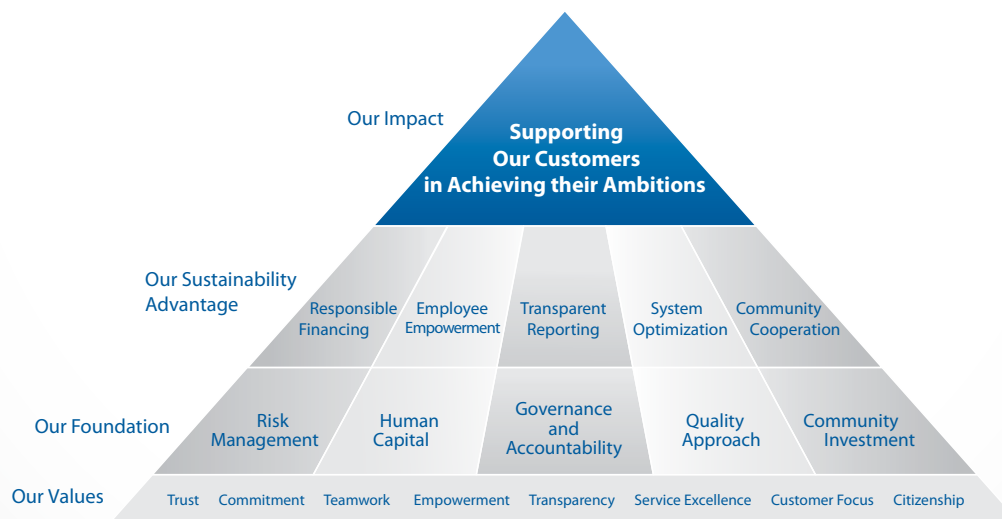 Our Impact
Supporting
Our Customers
in Achieving their Ambitions
Our Sustainability
Advantage
Responsible
Financing
Employee
Empowerment
Transparent
Reporting
System
Optimization
Community
Cooperation
Our Foundation
Risk
Management
Human
Capital
Governance
and
Accountability
Quality
Approach
Community
Investment
Our Values
Trust Commitment Teamwork Empowerment Transparency Service Excellence Customer Focus Citizenship